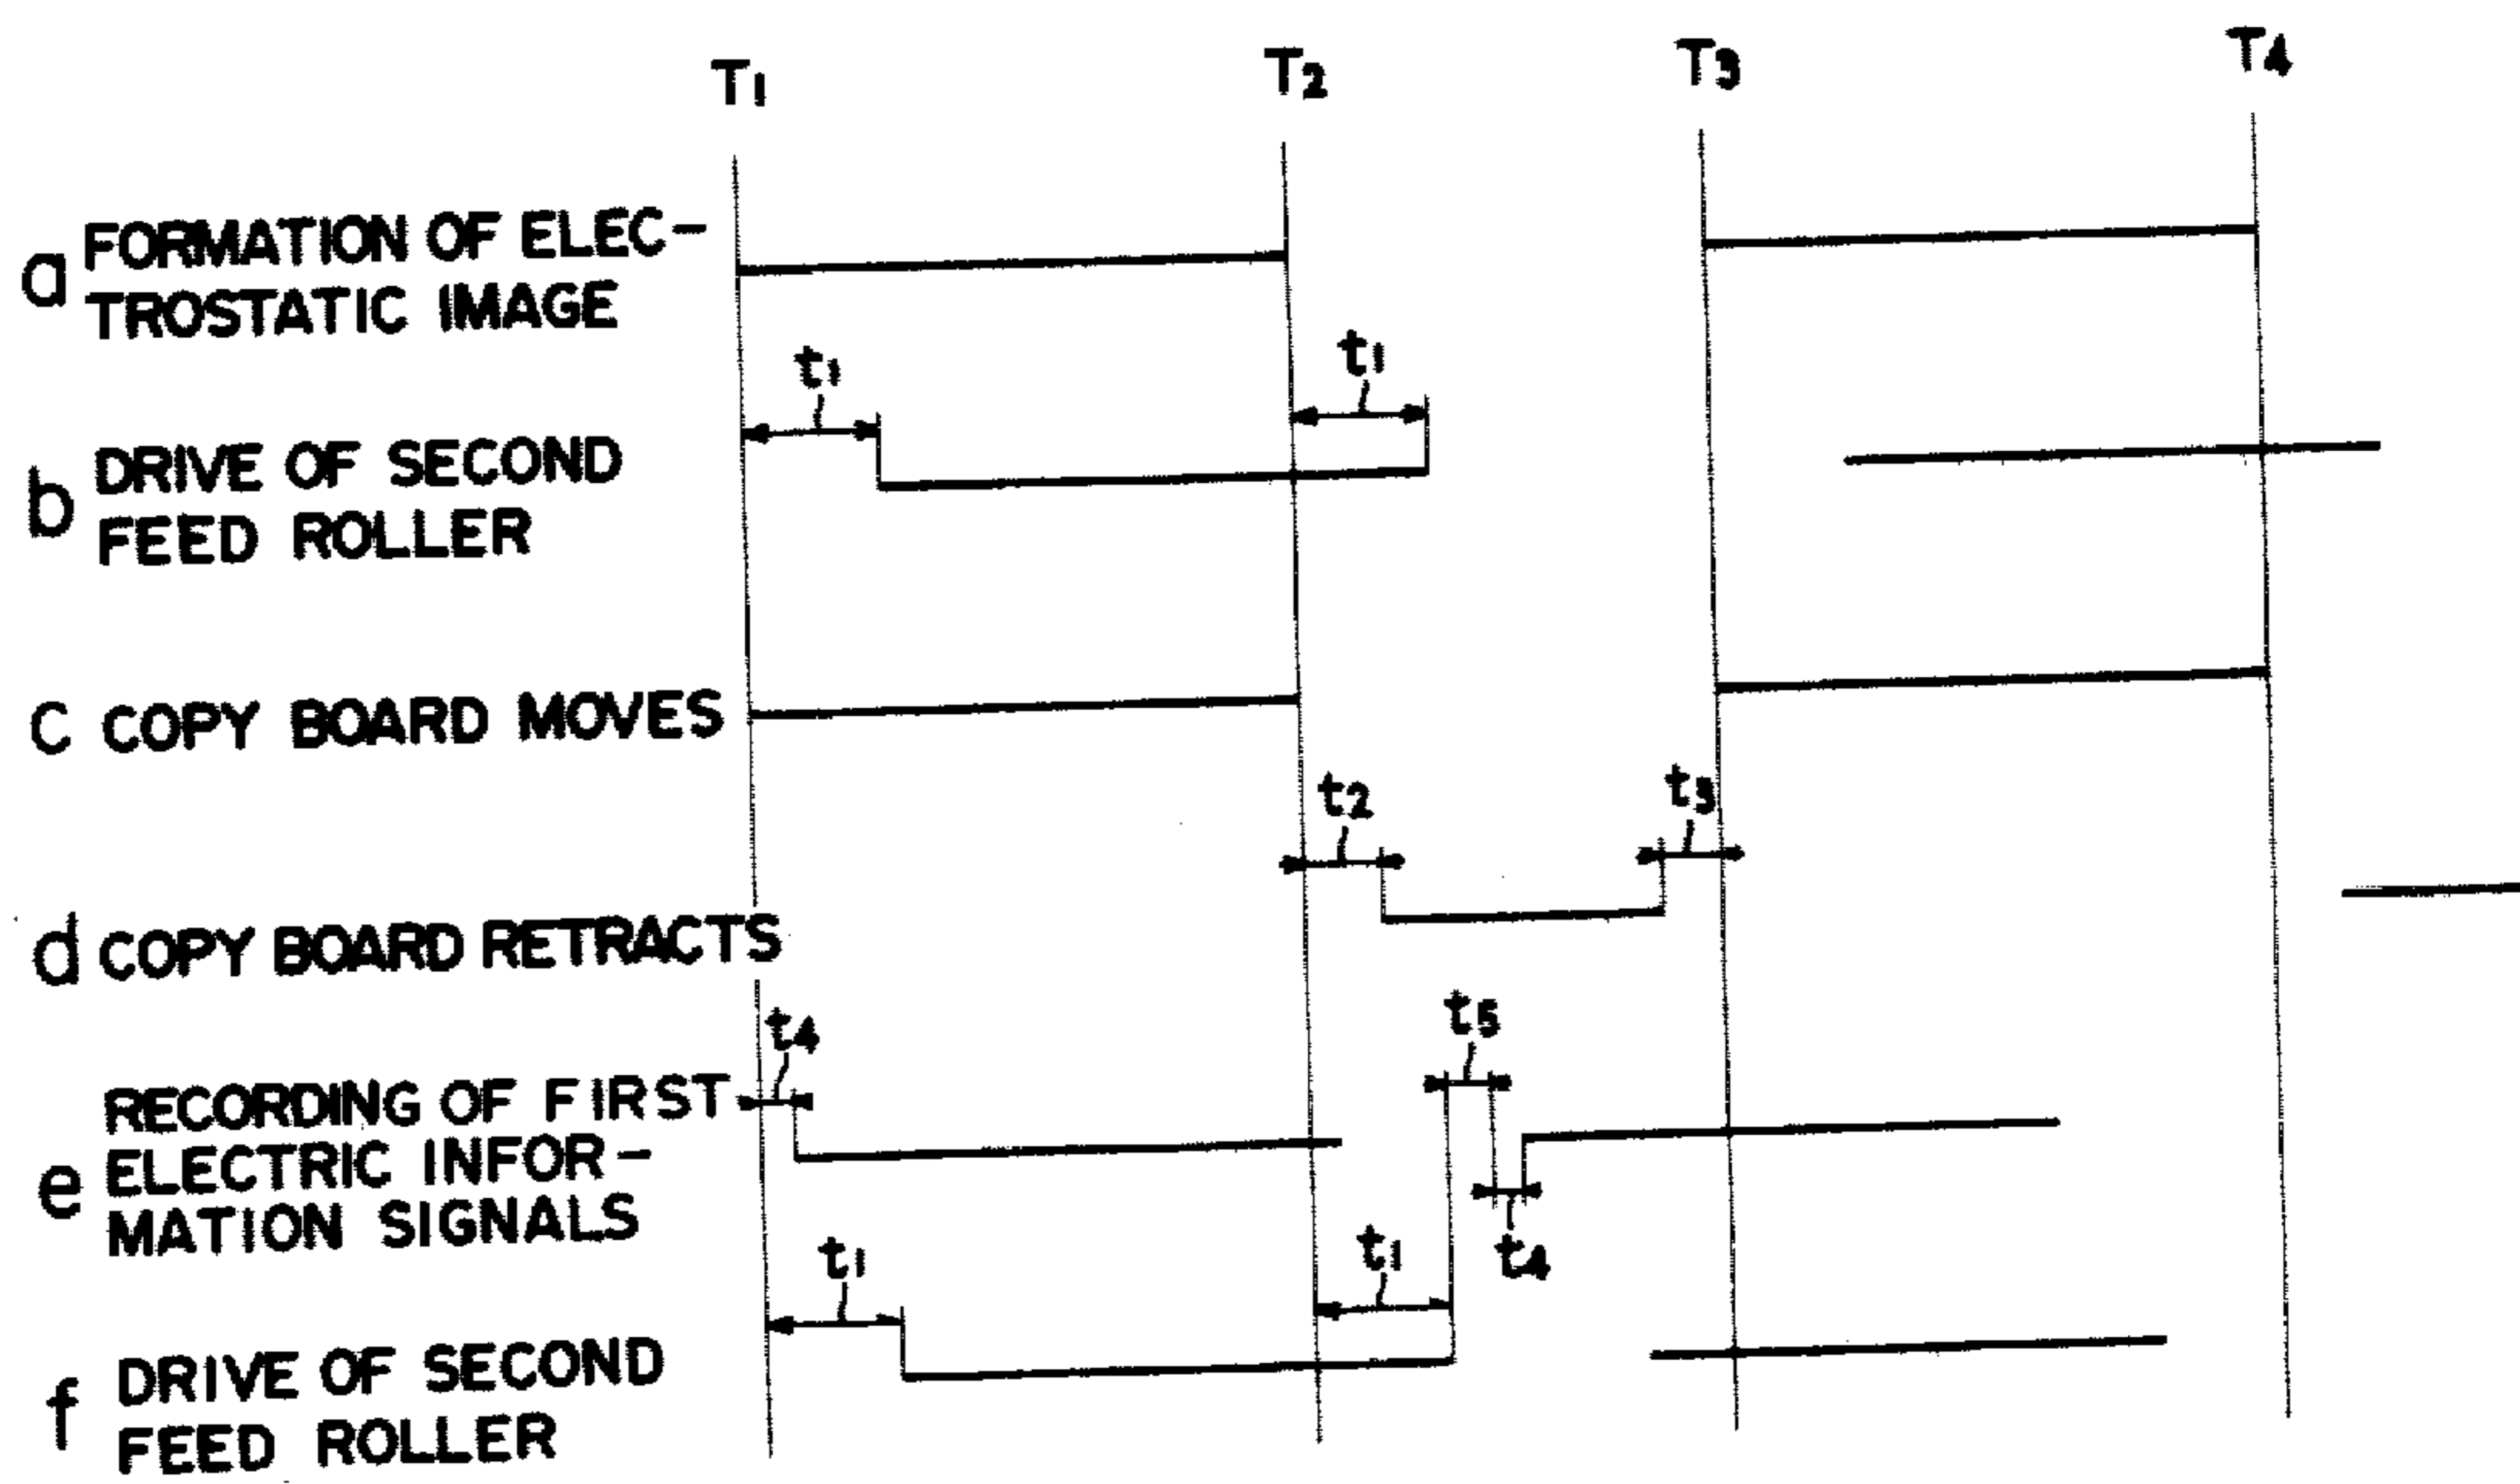 T1 T2 T3 T4
a FORMATION OF ELEC-
TROSTATIC IMAGE
t1 t1
b DRIVE OF SECOND
FEED ROLLER
c COPY BOARD MOVES
t2 t3
d COPY BOARD RETRACTS
t4 t5
RECORDING OF FIRST
e ELECTRIC INFOR-
MATION SIGNALS
t1 t1 t4
f DRIVE OF SECOND
FEED ROLLER